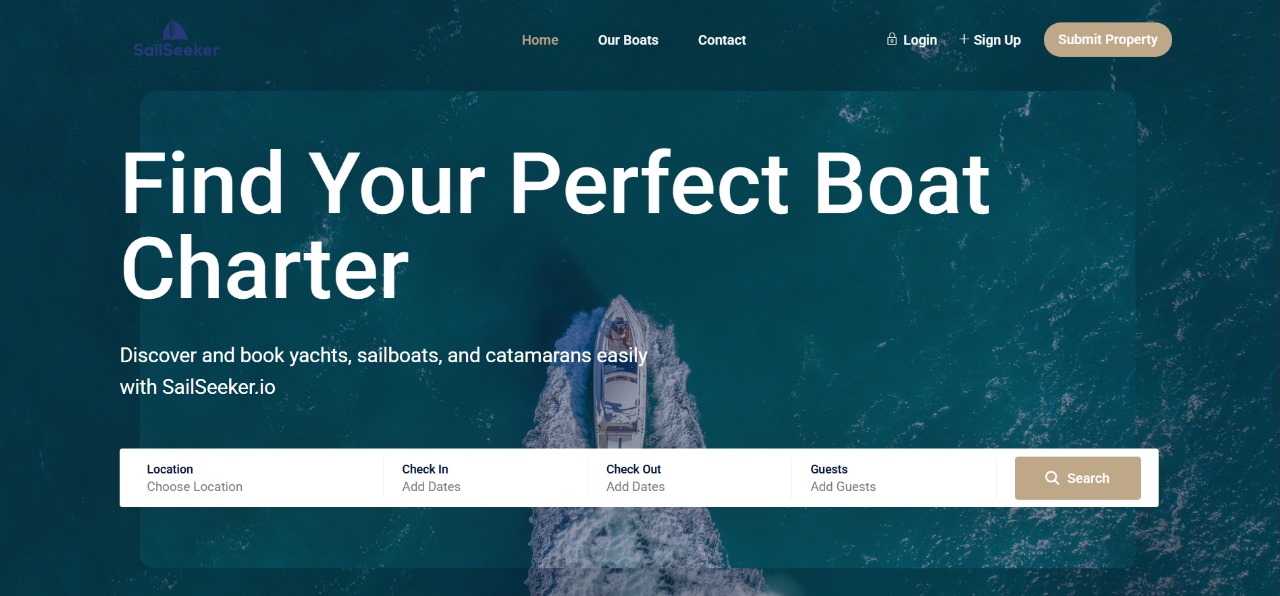 SailSeeker
Home
Our Boats
Contact
Login
Sign Up
Submit Property
Find Your Perfect Boat
Charter
Discover and book yachts, sailboats, and catamarans easily
with SailSeeker.io
Location
Choose Location
Check In
Add Dates
Check Out
Add Dates
Guests
Add Guests
Search